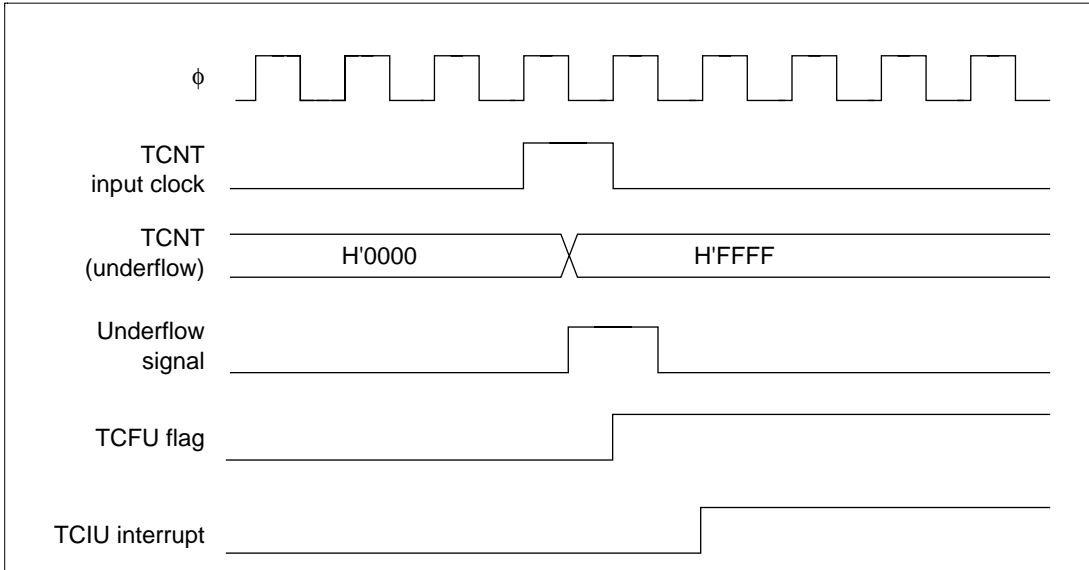 ϕ
TCNT
input clock
TCNT
(underflow)
H'0000
H'FFFF
Underflow
signal
TCFU flag
TCIU interrupt